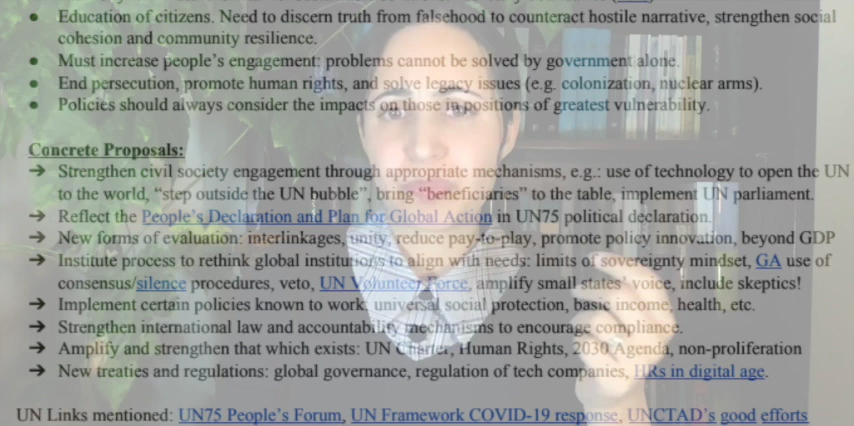 ● Education of citizens. Need to discern truth from falsehood to counteract hostile narrative, strengthen social
cohesion and community resilience.
● Must increase people's engagement: problems cannot be solved by government alone.
● End persecution, promote human rights, and solve legacy issues (e.g. colonization, nuclear arms).
● Policies should always consider the impacts on those in positions of greatest vulnerability.
Concrete Proposals:
➔ Strengthen civil society engagement through appropriate mechanisms, e.g.: use of technology to open the UN
to the world, "step outside the UN bubble", bring "beneficiaries" to the table, implement UN parliament.
➔ Reflect the People's Declaration and Plan for Global Action in UN75 political declaration.
➔ New forms of evaluation: interlinkages, unity, reduce pay-to-play, promote policy innovation, beyond GDP
➔ Institute process to rethink global institutions to align with needs: limits of sovereignty mindset, GA use of
consensus/silence procedures, veto, UN Volunteer Force, amplify small states' voice, include skeptics!
➔ Implement certain policies known to work: universal social protection, basic income, health, etc.
➔ Strengthen international law and accountability mechanisms to encourage compliance.
➔ Amplify and strengthen that which exists: UN Charter, Human Rights, 2030 Agenda, non-proliferation
➔ New treaties and regulations: global governance, regulation of tech companies, HRs in digital age.
UN Links mentioned: UN75 People's Forum, UN Framework COVID-19 response, UNCTAD's good efforts